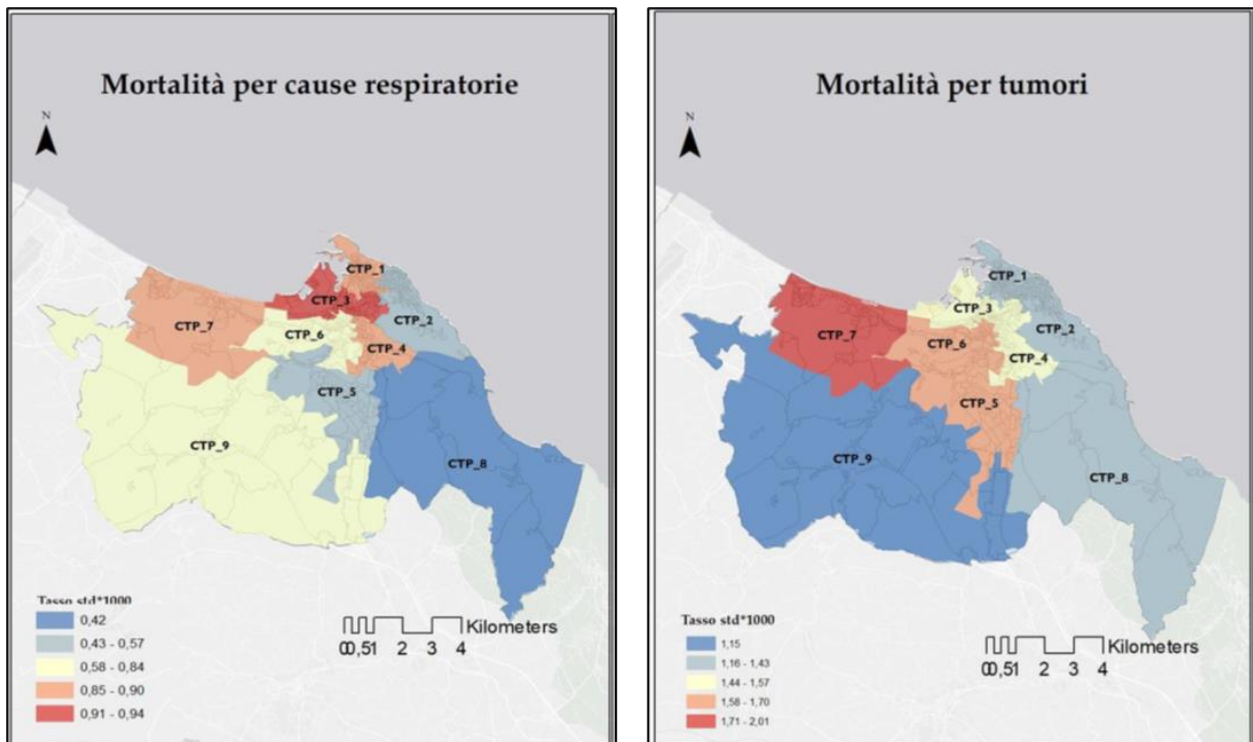 Mortalità per cause respiratorie
N
CTP_1
CTP_3
CTP_2
CTP_7
CTP_6
CTP_4
CTP_5
CTP_9
CTP_8
Tasso std*1000
0,42
0,43 - 0,57
0,58 - 0,84
0,85 - 0,90
0,91 - 0,94
Kilometers
00,51 2 3 4
Mortalità per tumori
N
CTP_1
CTP_3
CTP_2
CTP_7
CTP_6
CTP_4
CTP_5
CTP_9
CTP_8
Tasso std*1000
1,15
1,16 - 1,43
1,44 - 1,57
1,58 - 1,70
1,71 - 2,01
Kilometers
00,51 2 3 4